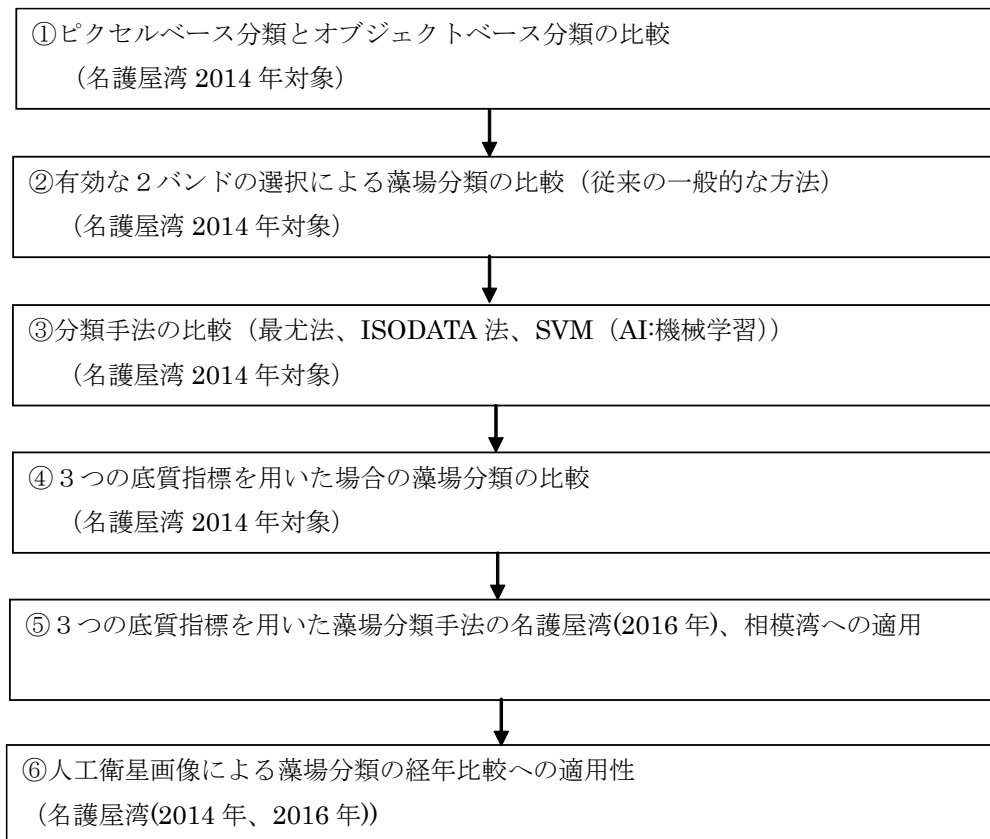 ①ピクセルベース分類とオブジェクトベース分類の比較
（名護屋湾 2014 年対象）
②有効な２バンドの選択による藻場分類の比較（従来の一般的な方法）
（名護屋湾 2014 年対象）
③分類手法の比較（最尤法、ISODATA 法、SVM（AI:機械学習））
（名護屋湾 2014 年対象）
④３つの底質指標を用いた場合の藻場分類の比較
（名護屋湾 2014 年対象）
⑤３つの底質指標を用いた藻場分類手法の名護屋湾(2016 年)、相模湾への適用
⑥人工衛星画像による藻場分類の経年比較への適用性
（名護屋湾(2014 年、2016 年))